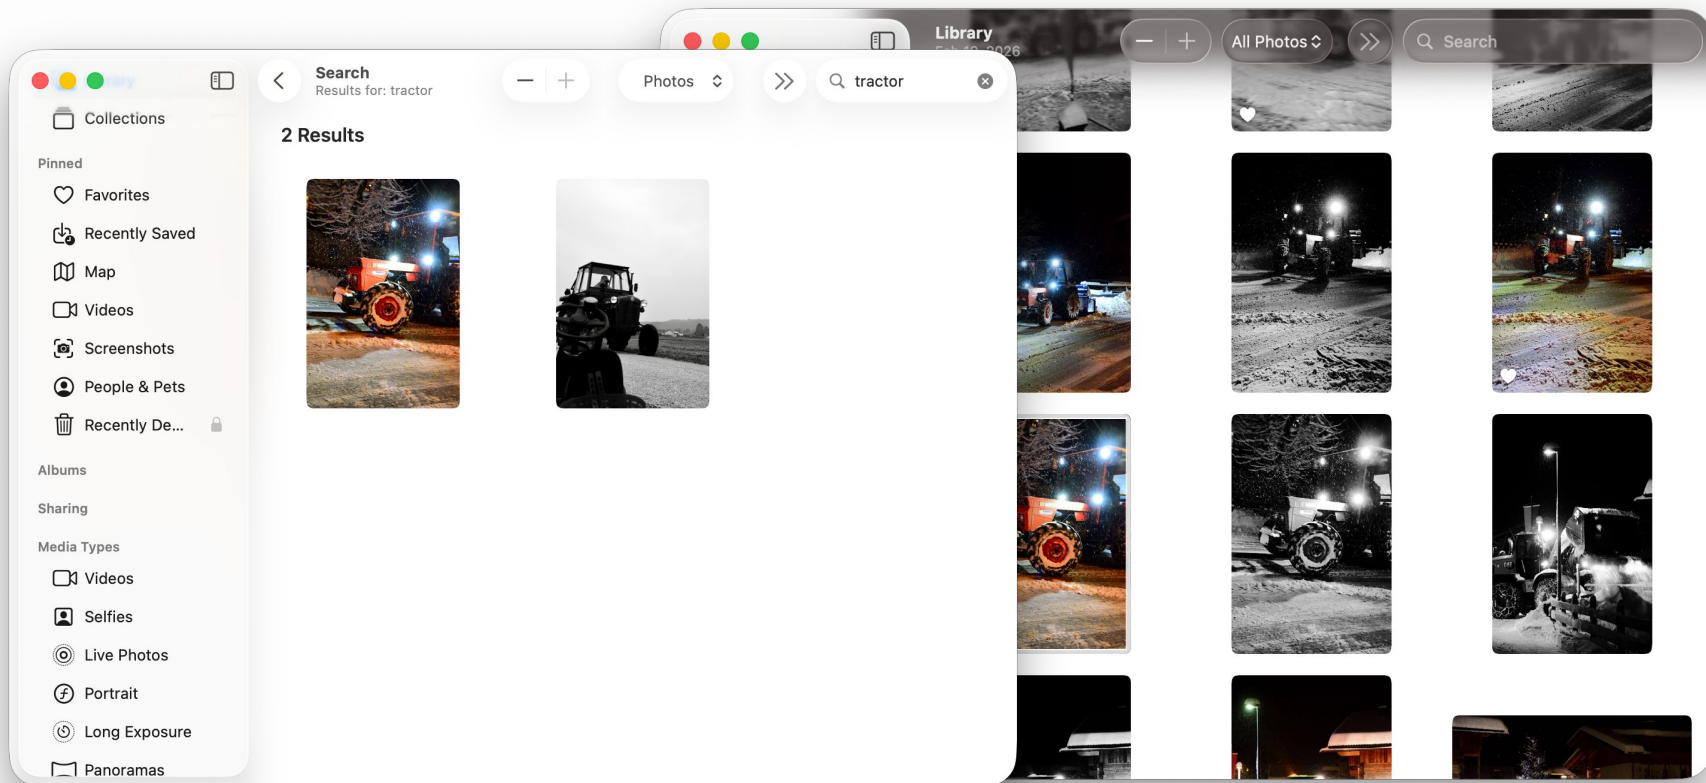 Library
All Photos
Search
Search
Results for: tractor
Photos
tractor
2 Results
Collections
Pinned
Favorites
Recently Saved
Map
Videos
Screenshots
People & Pets
Recently De...
Albums
Sharing
Media Types
Videos
Selfies
Live Photos
Portrait
Long Exposure
Panoramas